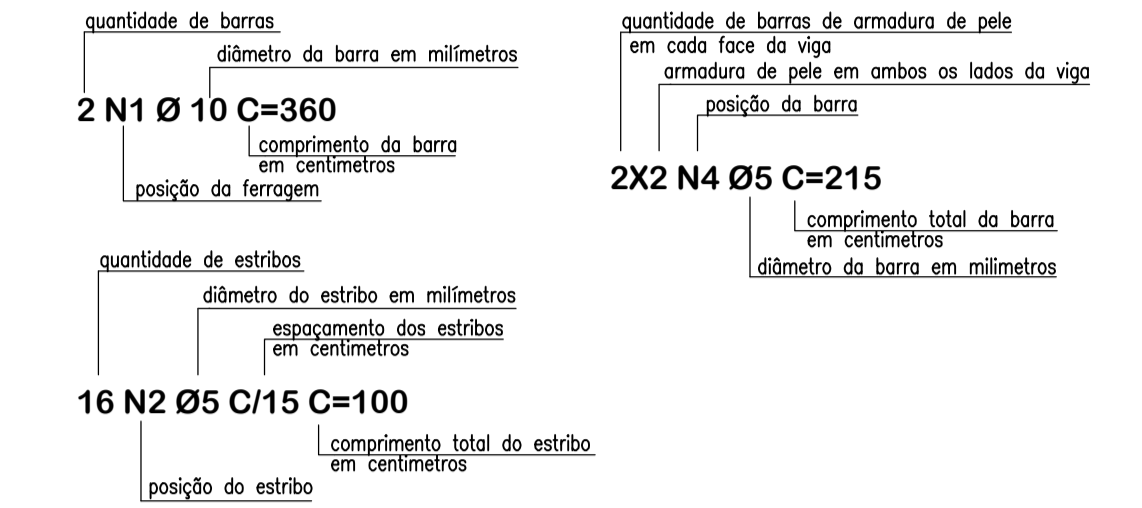 quantidade de barras
diâmetro da barra em milímetros
2 N1 Ø 10 C=360
comprimento da barra
em centimetros
posição da ferragem
quantidade de barras de armadura de pele
em cada face da viga
armadura de pele em ambos os lados da viga
posição da barra
2X2 N4 Ø5 C=215
comprimento total da barra
em centimetros
diâmetro da barra em milimetros
quantidade de estribos
diâmetro do estribo em milímetros
espaçamento dos estribos
em centimetros
16 N2 Ø5 C/15 C=100
comprimento total do estribo
em centimetros
posição do estribo